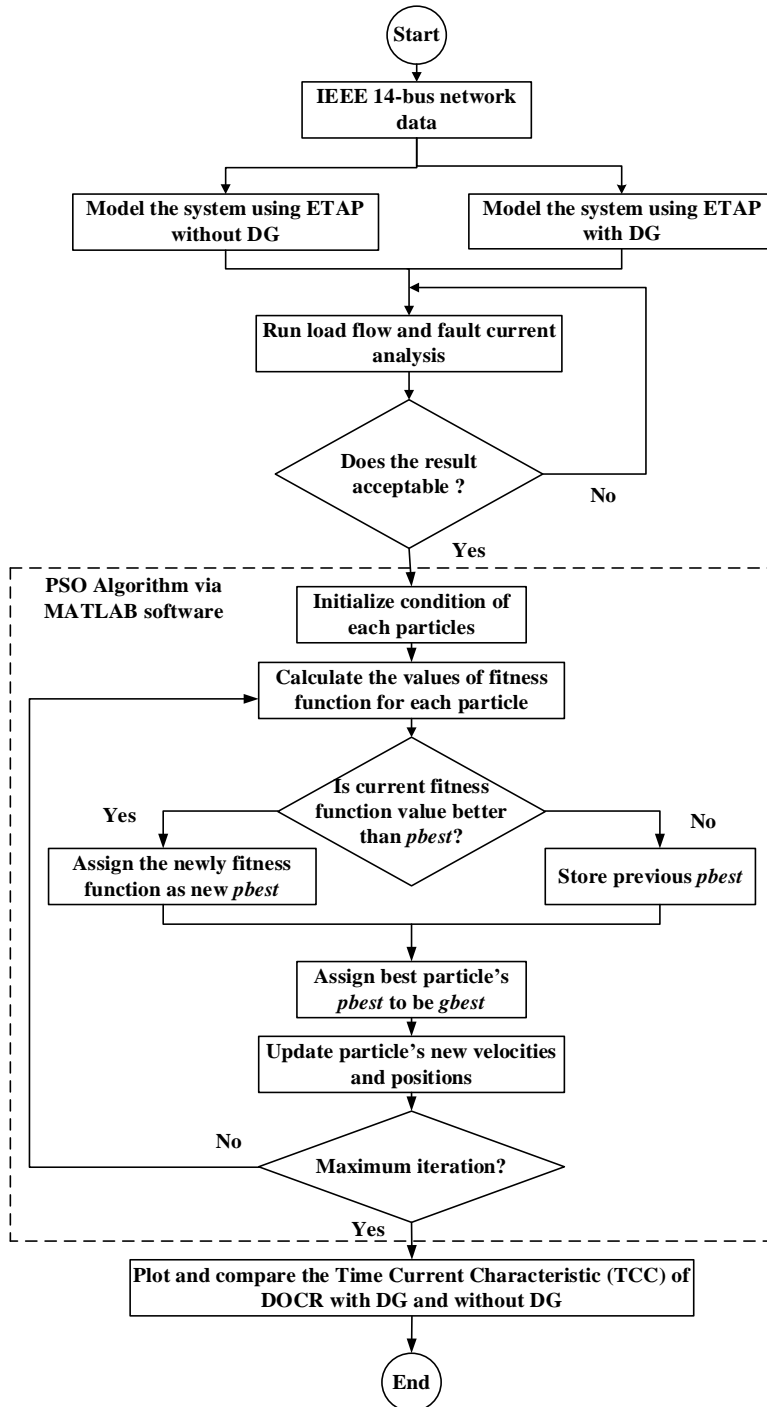 Start
IEEE 14-bus network
data
Model the system using ETAP
without DG
Model the system using ETAP
with DG
Run load flow and fault current
analysis
Does the result
acceptable ?
No
Yes
PSO Algorithm via
MATLAB software
Initialize condition of
each particles
Calculate the values of fitness
function for each particle
Is current fitness
function value better
than pbest?
Yes
No
Assign the newly fitness
function as new pbest
Store previous pbest
Assign best particle’s
pbest to be gbest
Update particle’s new velocities
and positions
No
Maximum iteration?
Yes
Plot and compare the Time Current Characteristic (TCC) of
DOCR with DG and without DG
End